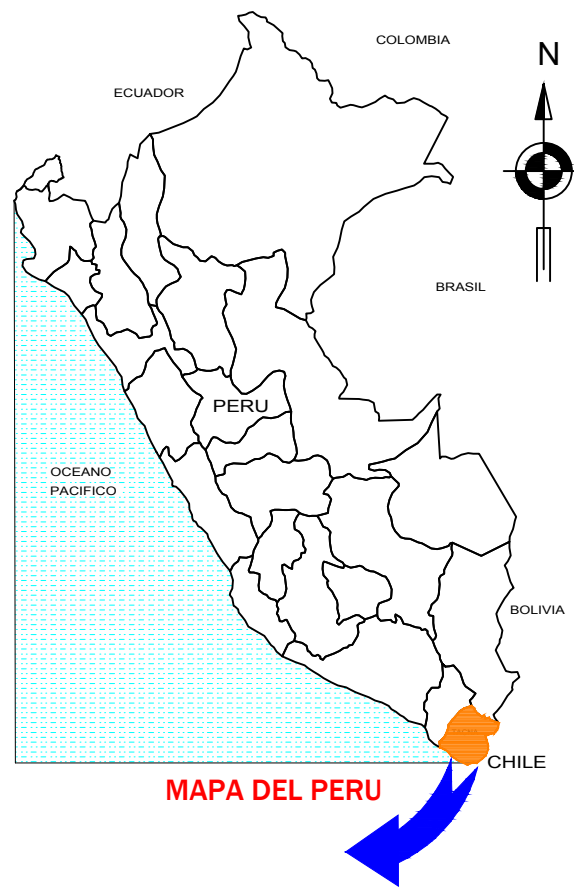 COLOMBIA
N
ECUADOR
BRASIL
PERU
OCEANO
PACIFICO
BOLIVIA
CHILE
MAPA DEL PERU